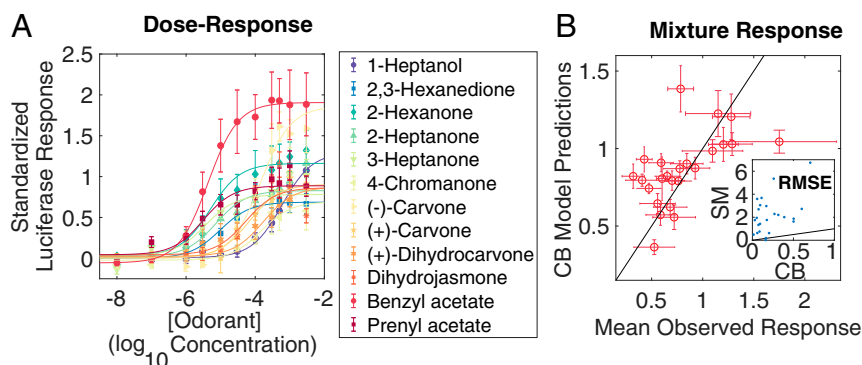 A
Dose-Response
Standardized
Luciferase Response
2.5
2
1.5
1
0.5
0
-8
-6
-4
-2
[Odorant]
(log10 Concentration)
1-Heptanol
2,3-Hexanedione
2-Hexanone
2-Heptanone
3-Heptanone
4-Chromanone
(-)-Carvone
(+)-Carvone
(+)-Dihydrocarvone
Dihydrojasmone
Benzyl acetate
Prenyl acetate
B
Mixture Response
CB Model Predictions
1.5
1
0.5
0.5
1
1.5
2
Mean Observed Response
RMSE
SM
6
4
2
0
0
1
CB